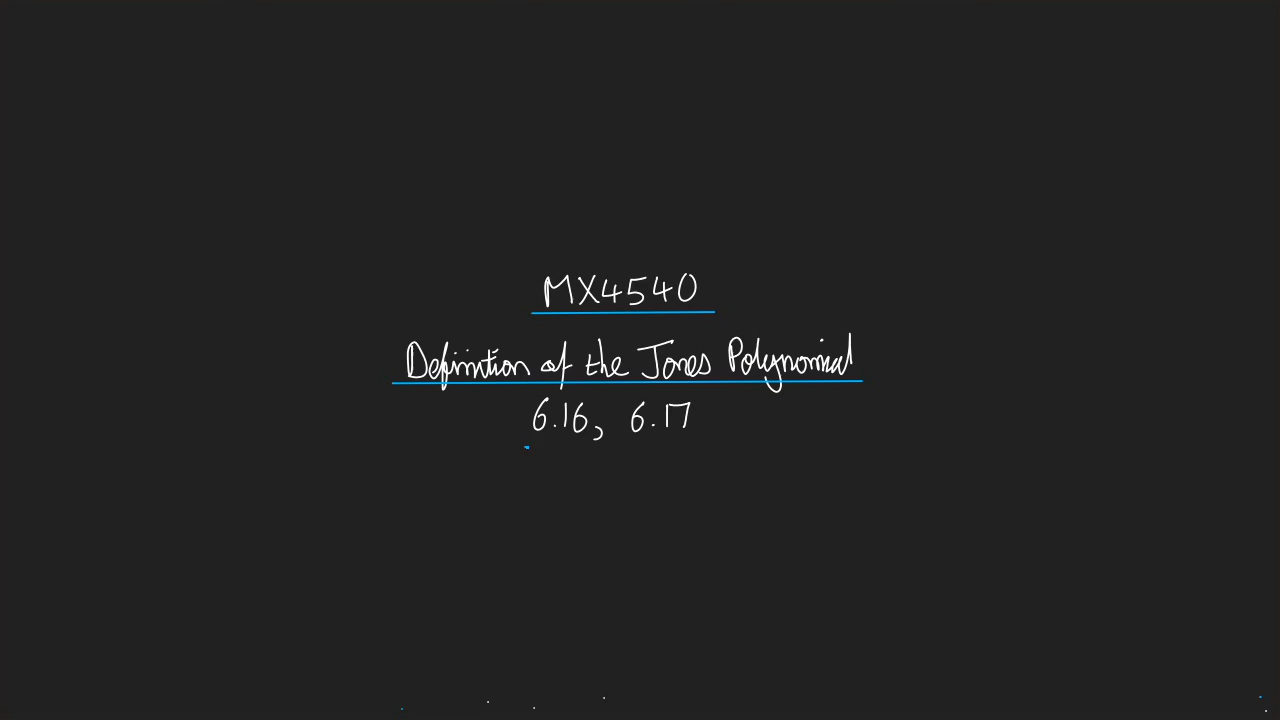 MX4540
Definition of the Jones Polynomial
6.16, 6.17